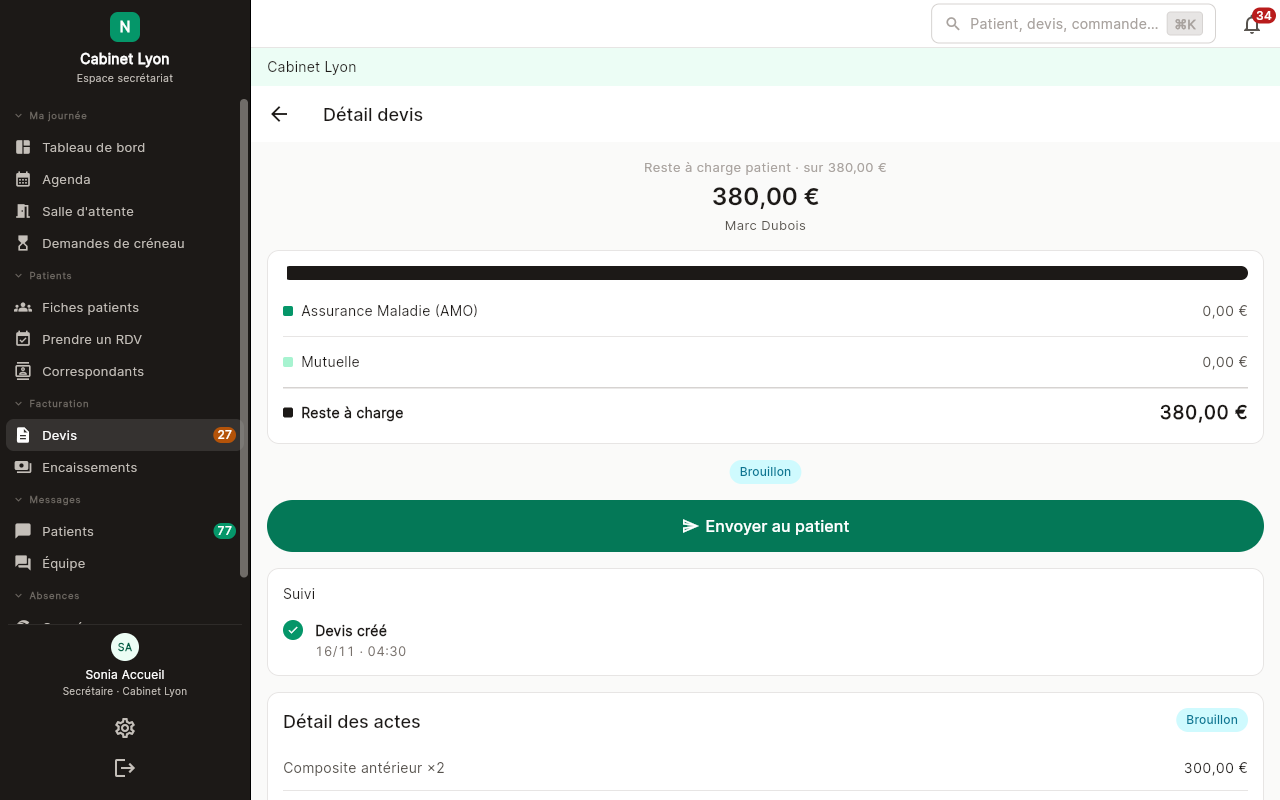 N
Cabinet Lyon
Espace secrétariat
Ma journée
Tableau de bord
Agenda
Salle d'attente
Demandes de créneau
Patients
Fiches patients
Prendre un RDV
Correspondants
Facturation
Devis 27
Encaissements
Messages
Patients 77
Équipe
Absences
SA
Sonia Accueil
Secrétaire · Cabinet Lyon
Patient, devis, commande... ⌘K
34
Cabinet Lyon
Détail devis
Reste à charge patient · sur 380,00 €
380,00 €
Marc Dubois
Assurance Maladie (AMO) 0,00 €
Mutuelle 0,00 €
Reste à charge 380,00 €
Brouillon
Envoyer au patient
Suivi
Devis créé
16/11 · 04:30
Détail des actes Brouillon
Composite antérieur ×2 300,00 €